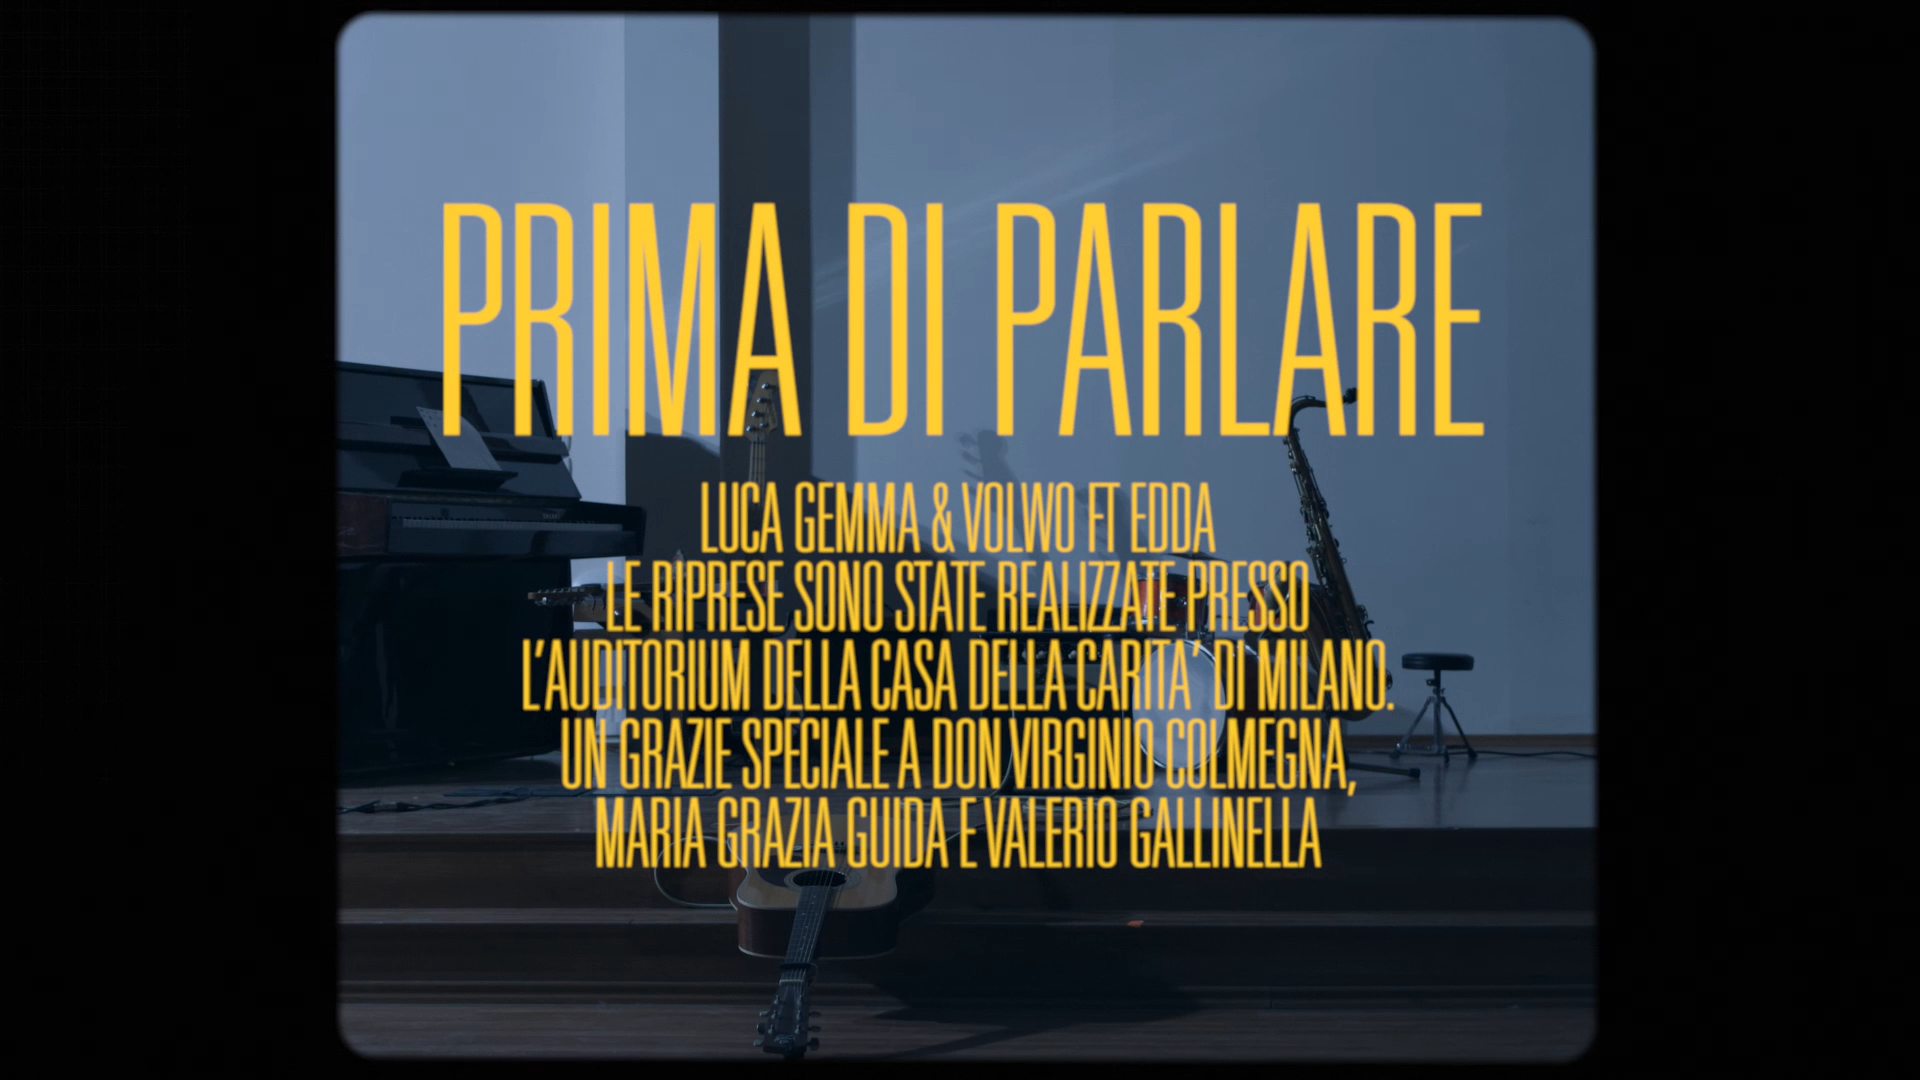 PRIMA DI PARLARE
LUCA GEMMA & VOLWO FT EDDA
LE RIPRESE SONO STATE REALIZZATE PRESSO
L'AUDITORIUM DELLA CASA DELLA CARITA' DI MILANO.
UN GRAZIE SPECIALE A DON VIRGINIO COLMEGNA,
MARIA GRAZIA GUIDA E VALERIO GALLINELLA